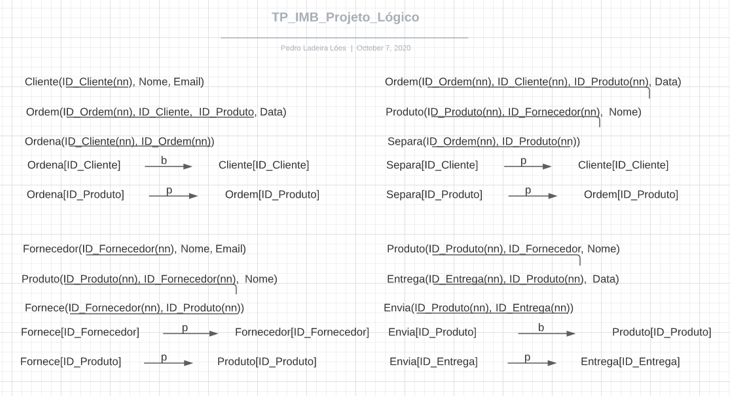 TP_IMB_Projeto_Lógico
Pedro Ladeira Lóes | October 7, 2020
Cliente(ID_Cliente(nn), Nome, Email)
Ordem(ID_Ordem(nn), ID_Cliente, ID_Produto, Data)
Ordena(ID_Cliente(nn), ID_Ordem(nn))
Ordena[ID_Cliente] b Cliente[ID_Cliente]
Ordena[ID_Produto] p Ordem[ID_Produto]
Ordem(ID_Ordem(nn), ID_Cliente(nn), ID_Produto(nn), Data)
Produto(ID_Produto(nn), ID_Fornecedor(nn), Nome)
Separa(ID_Ordem(nn), ID_Produto(nn))
Separa[ID_Cliente] p Cliente[ID_Cliente]
Separa[ID_Produto] p Ordem[ID_Produto]
Fornecedor(ID_Fornecedor(nn), Nome, Email)
Produto(ID_Produto(nn), ID_Fornecedor(nn), Nome)
Fornece(ID_Fornecedor(nn), ID_Produto(nn))
Fornece[ID_Fornecedor] p Fornecedor[ID_Fornecedor]
Fornece[ID_Produto] p Produto[ID_Produto]
Produto(ID_Produto(nn), ID_Fornecedor, Nome)
Entrega(ID_Entrega(nn), ID_Produto(nn), Data)
Envia(ID_Produto(nn), ID_Entrega(nn))
Envia[ID_Produto] b Produto[ID_Produto]
Envia[ID_Entrega] p Entrega[ID_Entrega]